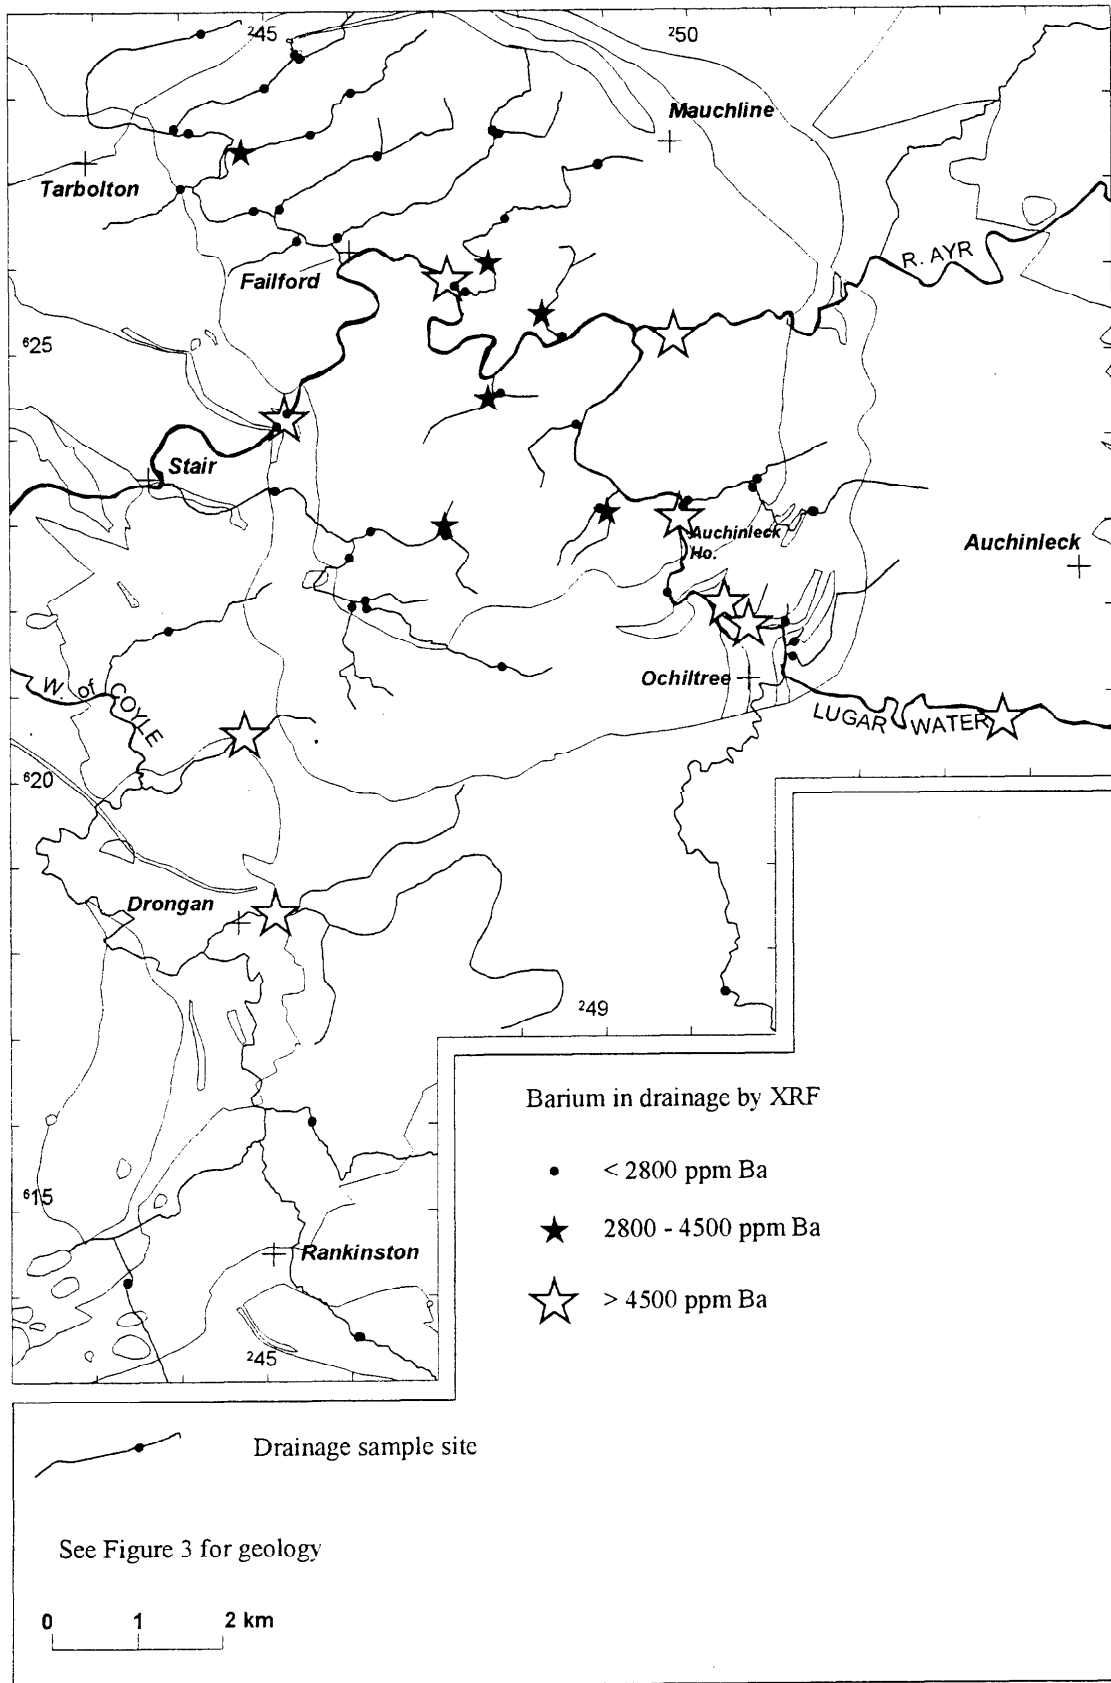 ²45
²50
Mauchline
Tarbolton
R. AYR
Failford
⁶25
Stair
Auchinleck
Ho.
Auchinleck
Ochiltree
W. of COYLE
LUGAR WATER
⁶20
Drongan
²49
Barium in drainage by XRF
< 2800 ppm Ba
⁶15
2800 - 4500 ppm Ba
Rankinston
> 4500 ppm Ba
²45
Drainage sample site
See Figure 3 for geology
0 1 2 km